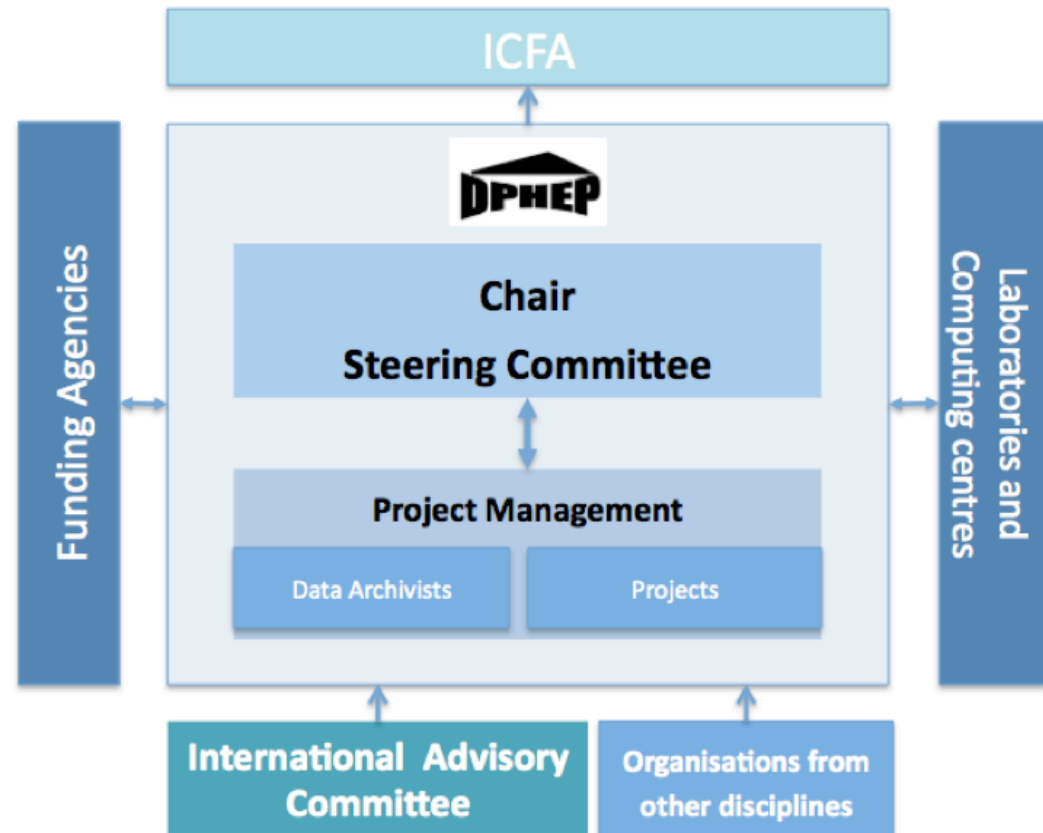 ICFA
DPHEP
Funding Agencies
Chair
Steering Committee
Project Management
Data Archivists
Projects
Laboratories and
Computing centres
International Advisory
Committee
Organisations from
other disciplines